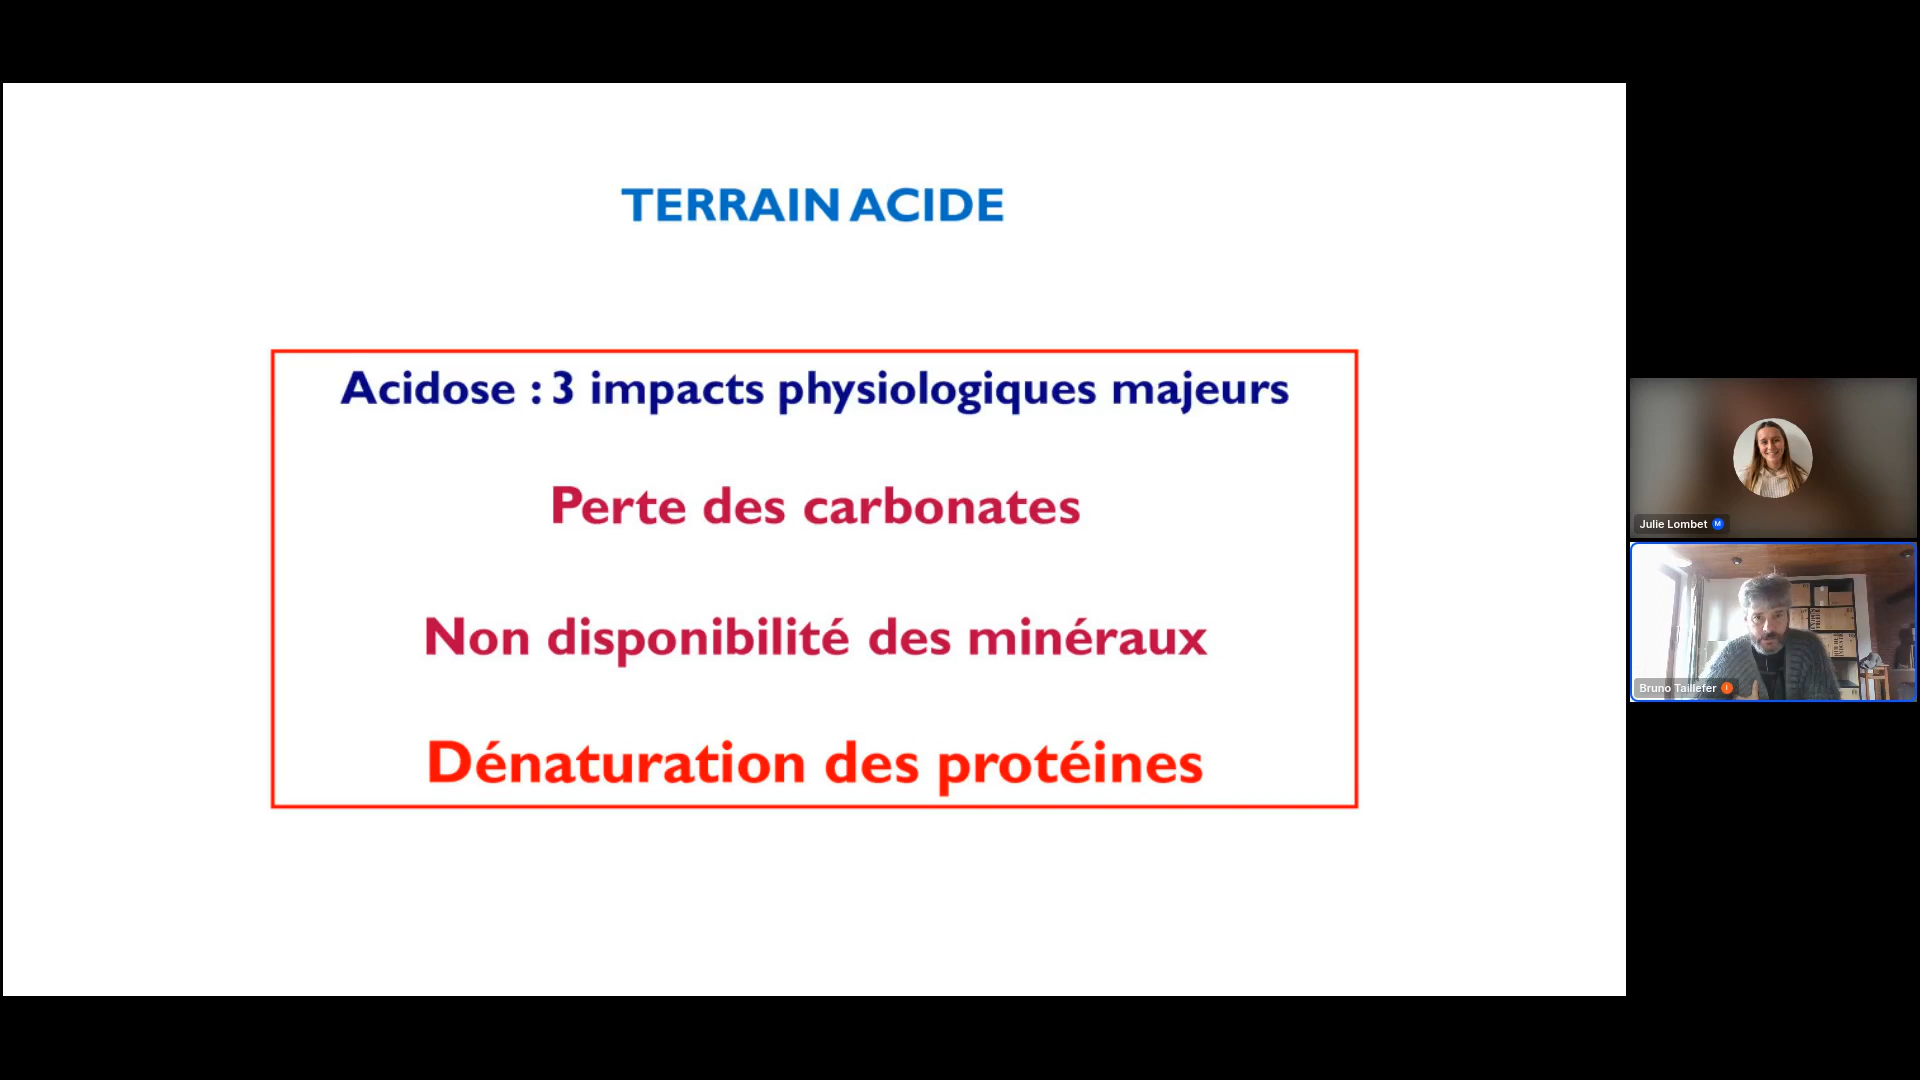 TERRAIN ACIDE
Acidose : 3 impacts physiologiques majeurs
Perte des carbonates
Non disponibilité des minéraux
Dénaturation des protéines
Julie Lombet M
Bruno Taillefer I